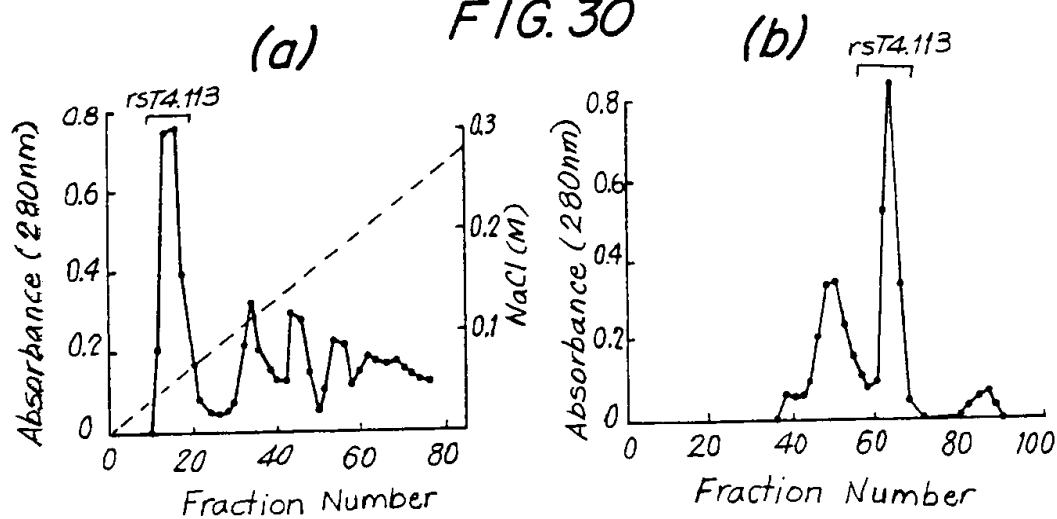 FIG. 30
(a)
rsT4.113
0.8
0.6
0.4
0.2
0
Absorbance (280nm)
0.3
0.2
0.1
NaCl (M)
0 20 40 60 80
Fraction Number
(b)
rsT4.113
0.8
0.6
0.4
0.2
0
Absorbance (280nm)
0 20 40 60 80 100
Fraction Number